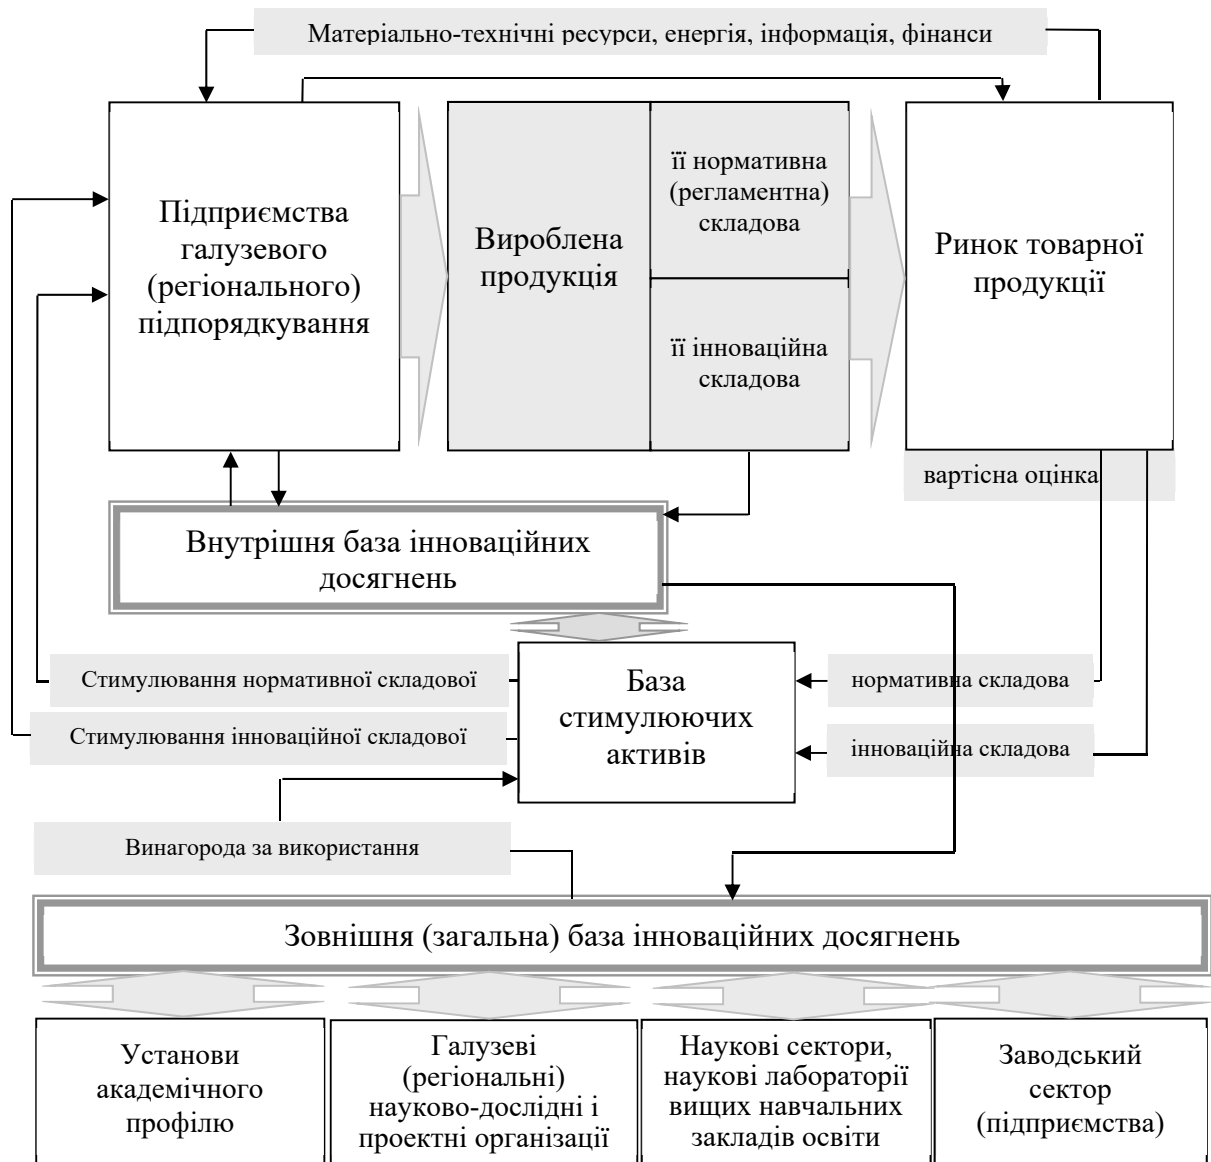 Матеріально-технічні ресурси, енергія, інформація, фінанси
Підприємства
галузевого
(регіонального)
підпорядкування
Вироблена
продукція
її нормативна
(регламентна)
складова
її інноваційна
складова
Ринок товарної
продукції
вартісна оцінка
Внутрішня база інноваційних
досягнень
Стимулювання нормативної складової
Стимулювання інноваційної складової
База
стимулюючих
активів
нормативна складова
інноваційна складова
Винагорода за використання
Зовнішня (загальна) база інноваційних досягнень
Установи
академічного
профілю
Галузеві
(регіональні)
науково-дослідні і
проектні організації
Наукові сектори,
наукові лабораторії
вищих навчальних
закладів освіти
Заводський
сектор
(підприємства)